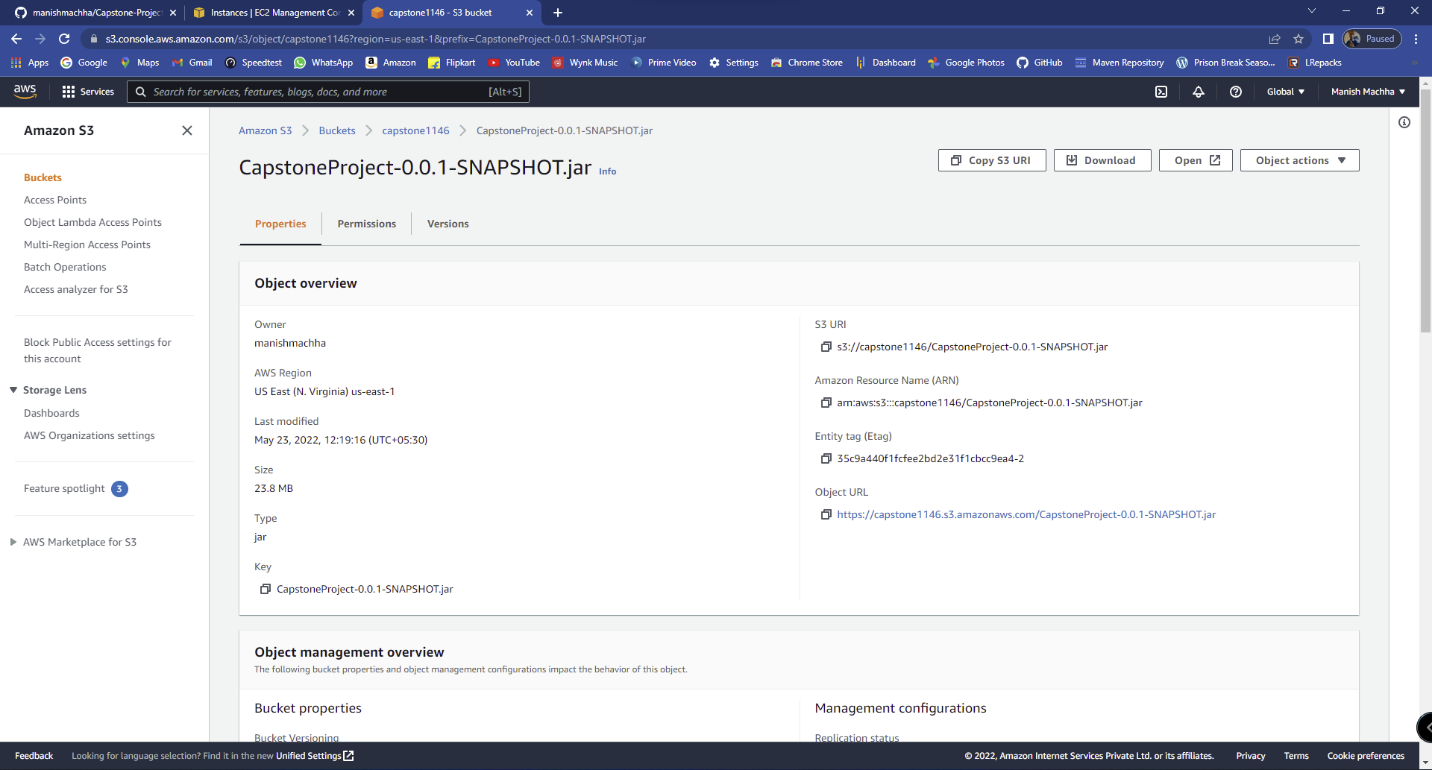 manishmachha/Capstone-Project
Instances | EC2 Management Con
capstone1146 - S3 bucket
s3.console.aws.amazon.com/s3/object/capstone1146?region=us-east-1&prefix=CapstoneProject-0.0.1-SNAPSHOT.jar
Paused
Apps Google Maps Gmail Speedtest WhatsApp Amazon Flipkart YouTube Wynk Music Prime Video Settings Chrome Store Dashboard Google Photos GitHub Maven Repository Prison Break Seaso... LRepacks
aws Services Search for services, features, blogs, docs, and more [Alt+S] Global Manish Machha
Amazon S3
Buckets
Access Points
Object Lambda Access Points
Multi-Region Access Points
Batch Operations
Access analyzer for S3
Block Public Access settings for
this account
Storage Lens
Dashboards
AWS Organizations settings
Feature spotlight 3
AWS Marketplace for S3
Amazon S3 Buckets capstone1146 CapstoneProject-0.0.1-SNAPSHOT.jar
CapstoneProject-0.0.1-SNAPSHOT.jar Info
Copy S3 URI Download Open Object actions
Properties Permissions Versions
Object overview
Owner
manishmachha
AWS Region
US East (N. Virginia) us-east-1
Last modified
May 23, 2022, 12:19:16 (UTC+05:30)
Size
23.8 MB
Type
jar
Key
CapstoneProject-0.0.1-SNAPSHOT.jar
S3 URI
s3://capstone1146/CapstoneProject-0.0.1-SNAPSHOT.jar
Amazon Resource Name (ARN)
arn:aws:s3:::capstone1146/CapstoneProject-0.0.1-SNAPSHOT.jar
Entity tag (Etag)
35c9a440f1fcfee2bd2e31f1cbcc9ea4-2
Object URL
https://capstone1146.s3.amazonaws.com/CapstoneProject-0.0.1-SNAPSHOT.jar
Object management overview
The following bucket properties and object management configurations impact the behavior of this object.
Bucket properties
Bucket Versioning
Management configurations
Replication status
Feedback Looking for language selection? Find it in the new Unified Settings © 2022, Amazon Internet Services Private Ltd. or its affiliates. Privacy Terms Cookie preferences